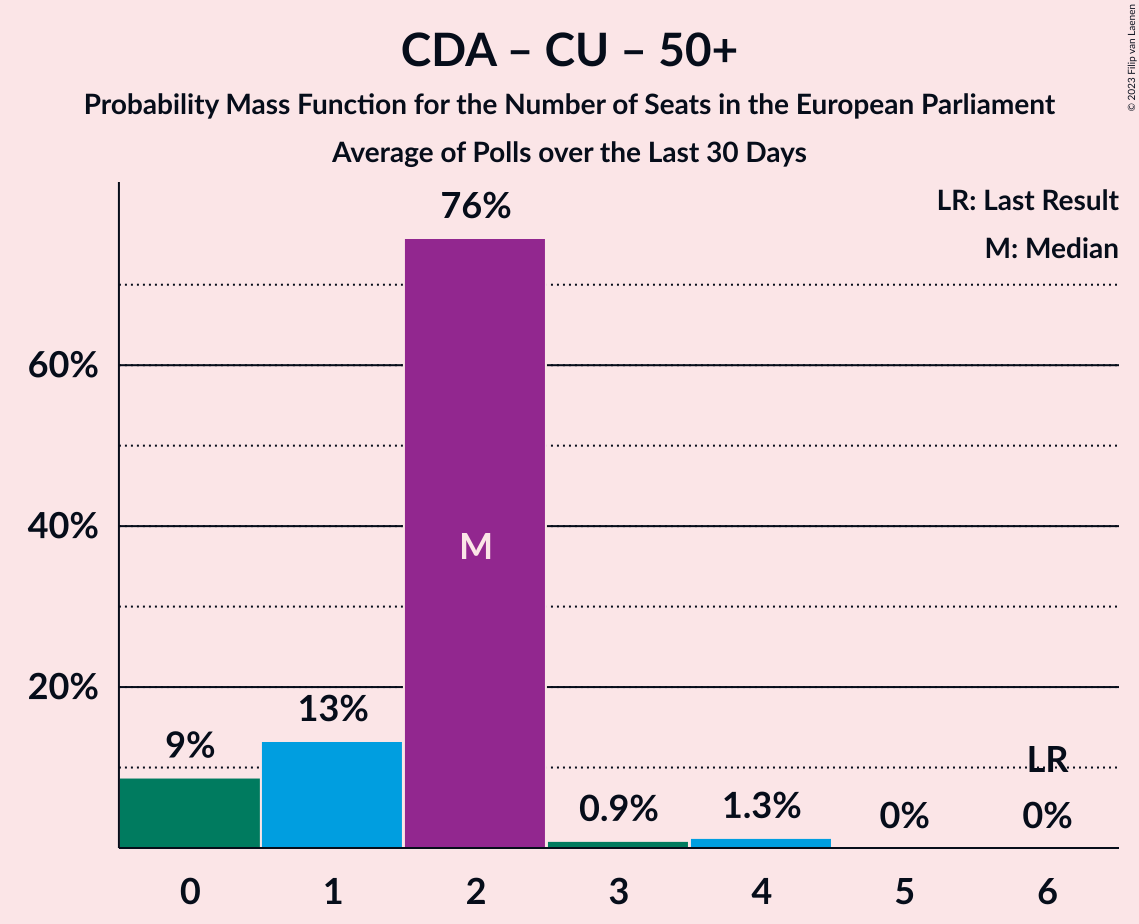 CDA – CU – 50+
Probability Mass Function for the Number of Seats in the European Parliament
Average of Polls over the Last 30 Days
© 2023 Filip van Laenen
LR: Last Result
M: Median
76%
60%
40%
M
20%
13%
9%
LR
0.9%
1.3%
0%
0%
0
1
2
3
4
5
6